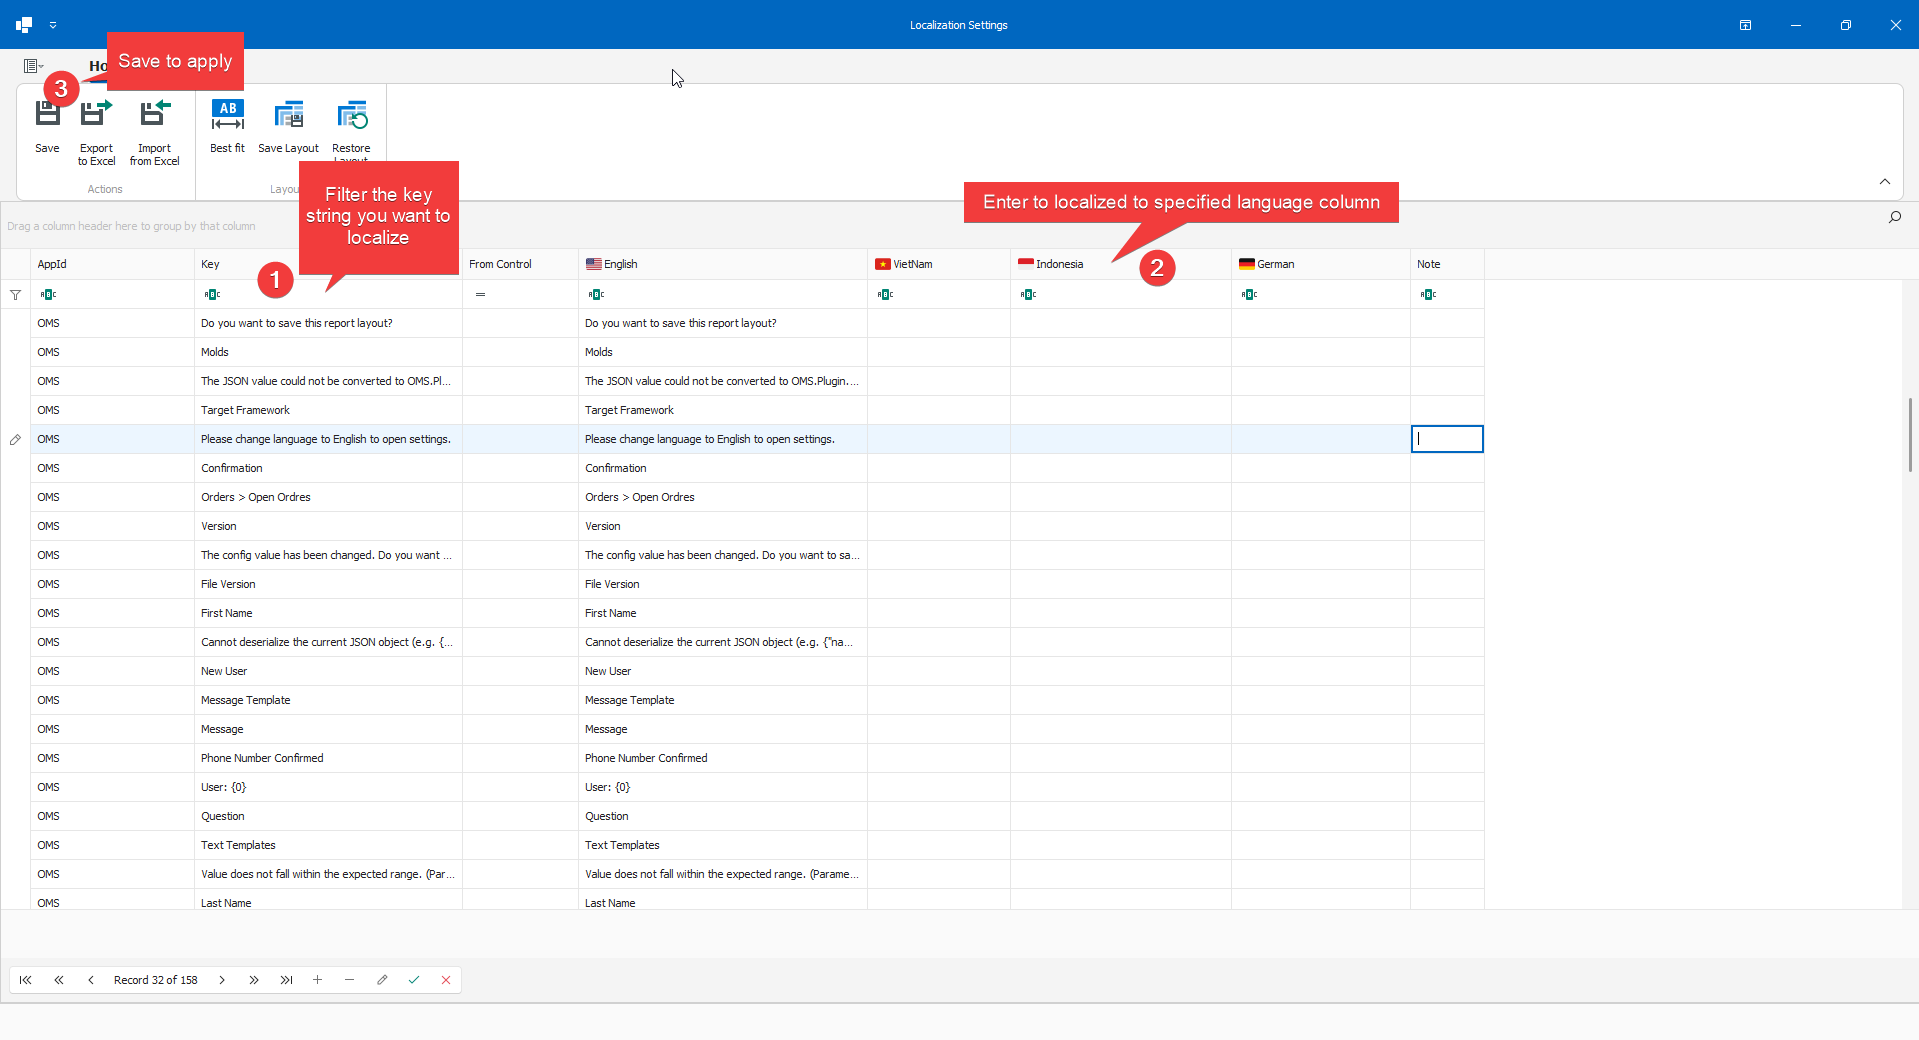 Localization Settings
Ho
Save to apply
3
Save
Export
to Excel
Import
from Excel
AB
Best fit
Save Layout
Restore
Layout
Actions
Layou
Filter the key
string you want to
localize
Enter to localized to specified language column
Drag a column header here to group by that column
AppId
Key
1
From Control
English
VietNam
Indonesia
2
German
Note
ABC
ABC
=
ABC
ABC
ABC
ABC
ABC
OMS Do you want to save this report layout? Do you want to save this report layout?
OMS Molds Molds
OMS The JSON value could not be converted to OMS.Pl... The JSON value could not be converted to OMS.Plugin....
OMS Target Framework Target Framework
OMS Please change language to English to open settings. Please change language to English to open settings.
OMS Confirmation Confirmation
OMS Orders > Open Ordres Orders > Open Ordres
OMS Version Version
OMS The config value has been changed. Do you want ... The config value has been changed. Do you want to sa...
OMS File Version File Version
OMS First Name First Name
OMS Cannot deserialize the current JSON object (e.g. {... Cannot deserialize the current JSON object (e.g. {"na...
OMS New User New User
OMS Message Template Message Template
OMS Message Message
OMS Phone Number Confirmed Phone Number Confirmed
OMS User: {0} User: {0}
OMS Question Question
OMS Text Templates Text Templates
OMS Value does not fall within the expected range. (Par... Value does not fall within the expected range. (Parame...
OMS Last Name Last Name
Record 32 of 158